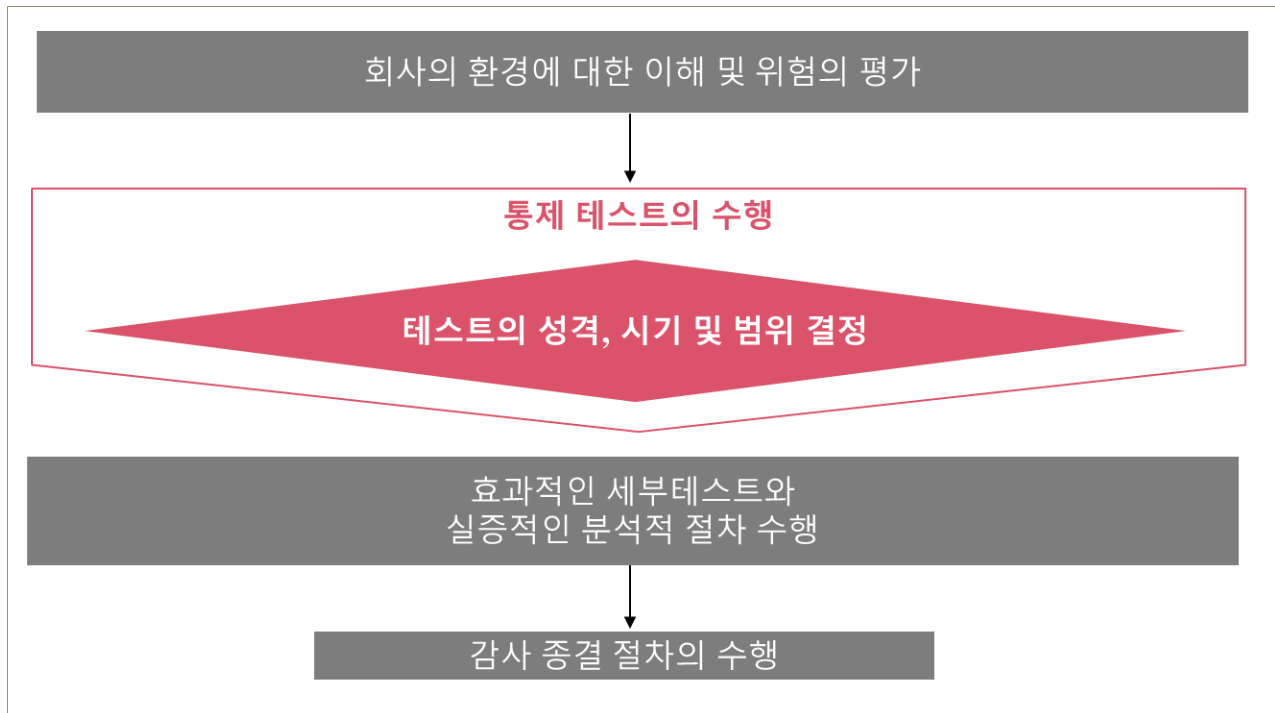 회사의 환경에 대한 이해 및 위험의 평가
통제 테스트의 수행
테스트의 성격, 시기 및 범위 결정
효과적인 세부테스트와
실증적인 분석적 절차 수행
감사 종결 절차의 수행